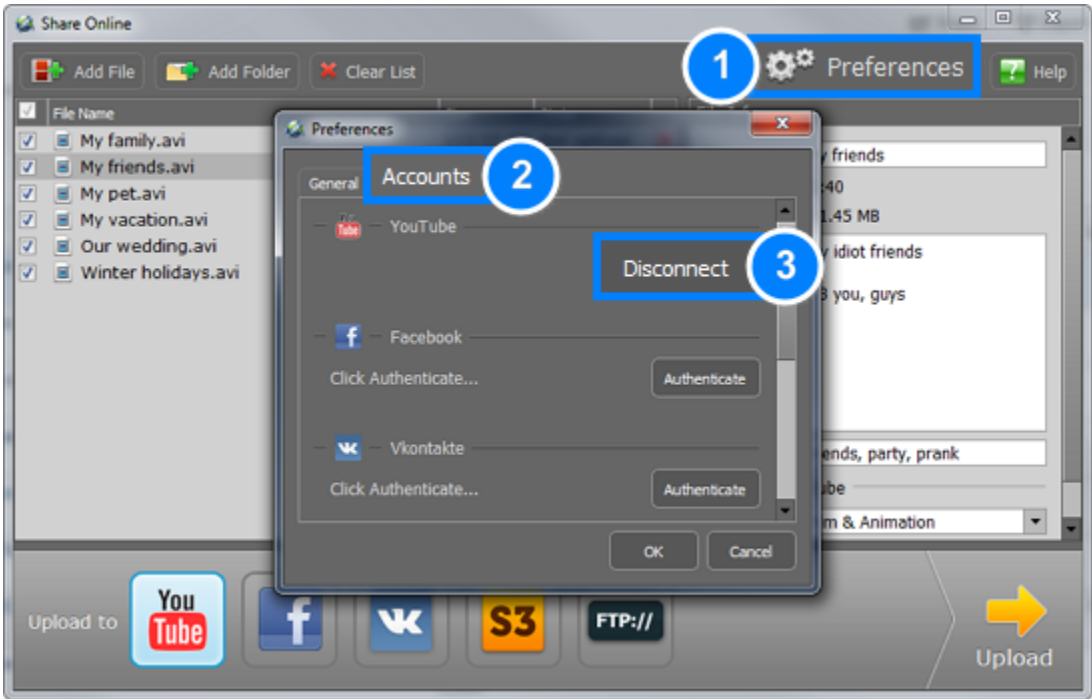 Share Online
Add File
Add Folder
Clear List
1
Preferences
Help
File Name
My family.avi
My friends.avi
My pet.avi
My vacation.avi
Our wedding.avi
Winter holidays.avi
Preferences
General
Accounts
2
YouTube
Disconnect
3
Facebook
Click Authenticate...
Authenticate
Vkontakte
Click Authenticate...
Authenticate
OK
Cancel
friends
:40
1.45 MB
idiot friends
you, guys
ends, party, prank
ube
m & Animation
Upload to
You
Tube
f
S3
FTP://
Upload